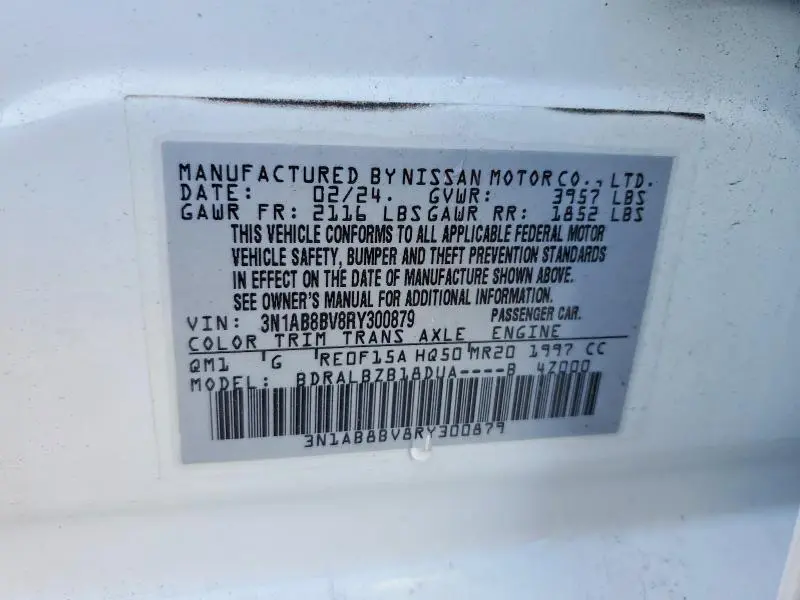 MANUFACTURED BY NISSAN MOTOR CO., LTD.
DATE: 02/24. GVWR: 3957 LBS
GAWR FR: 2116 LBS GAWR RR: 1852 LBS
THIS VEHICLE CONFORMS TO ALL APPLICABLE FEDERAL MOTOR
VEHICLE SAFETY, BUMPER AND THEFT PREVENTION STANDARDS
IN EFFECT ON THE DATE OF MANUFACTURE SHOWN ABOVE.
SEE OWNER'S MANUAL FOR ADDITIONAL INFORMATION.
VIN: 3N1AB8BV8RY300879 PASSENGER CAR.
COLOR TRIM TRANS AXLE ENGINE
QM1 G RE0F15A HQ50 MR20 1997 CC
MODEL: BDRALBZB18DUA----B 4Z000
3N1AB8BV8RY300879